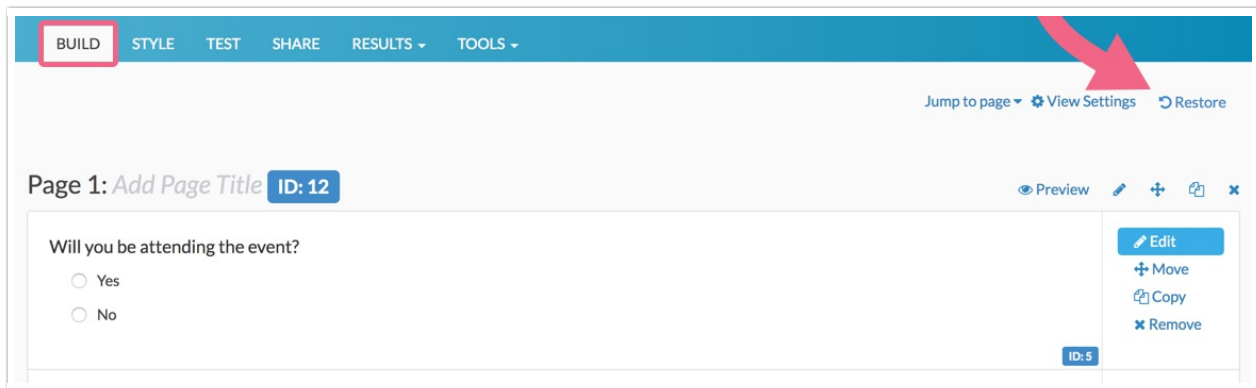 BUILD STYLE TEST SHARE RESULTS TOOLS
Jump to page View Settings Restore
Page 1: Add Page Title ID: 12
Preview
Will you be attending the event?
Edit
Yes
Move
Copy
No
Remove
ID: 5